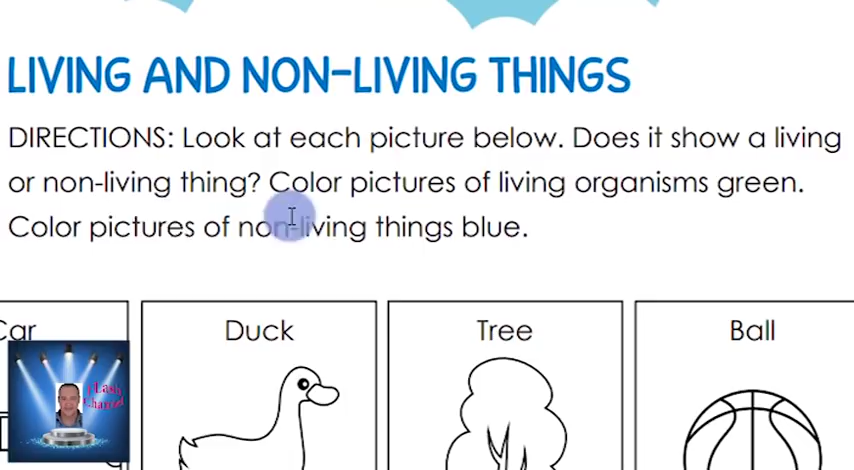 LIVING AND NON-LIVING THINGS
DIRECTIONS: Look at each picture below. Does it show a living
or non-living thing? Color pictures of living organisms green.
Color pictures of non-living things blue.
Car
Duck
Tree
Ball